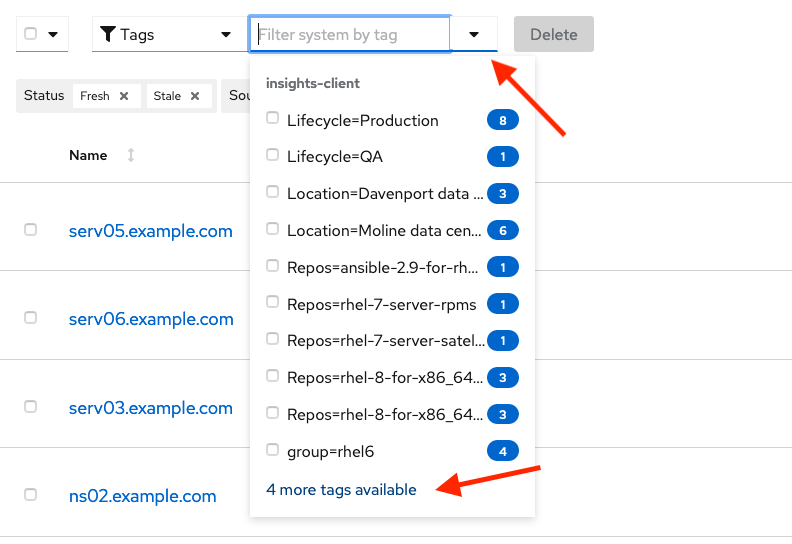 Tags
Filter system by tag
Delete
Status Fresh Stale
insights-client
Lifecycle=Production 8
Lifecycle=QA 1
Location=Davenport data ... 3
Location=Moline data cen... 6
Repos=ansible-2.9-for-rh... 1
Repos=rhel-7-server-rpms 1
Repos=rhel-7-server-satel... 1
Repos=rhel-8-for-x86_64... 3
Repos=rhel-8-for-x86_64... 3
group=rhel6 4
4 more tags available
Name
serv05.example.com
serv06.example.com
serv03.example.com
ns02.example.com